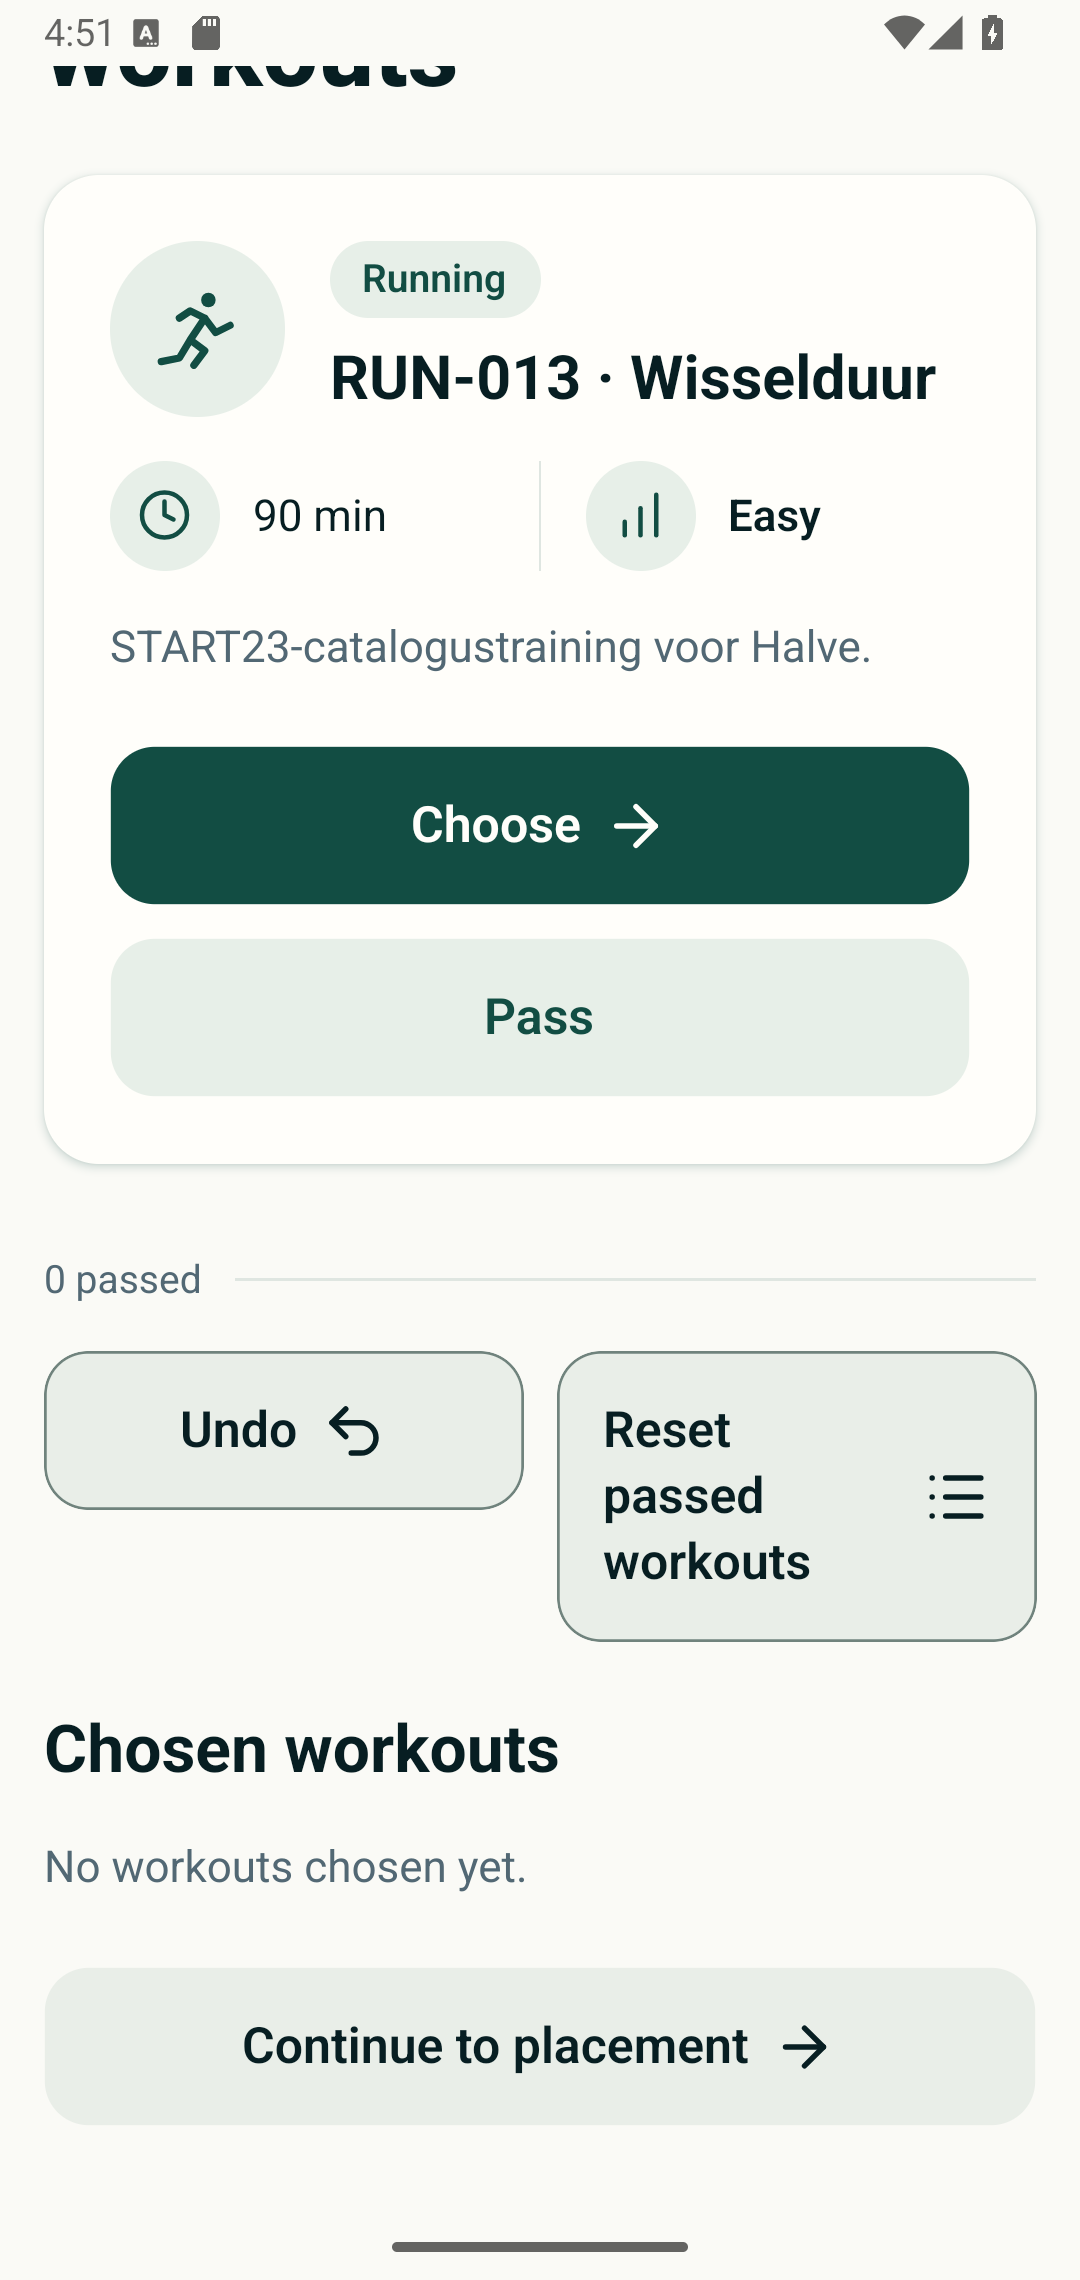 4:51
workouts
Running
RUN-013 · Wisselduur
90 min
Easy
START23-catalogustraining voor Halve.
Choose
Pass
0 passed
Undo
Reset
passed
workouts
Chosen workouts
No workouts chosen yet.
Continue to placement